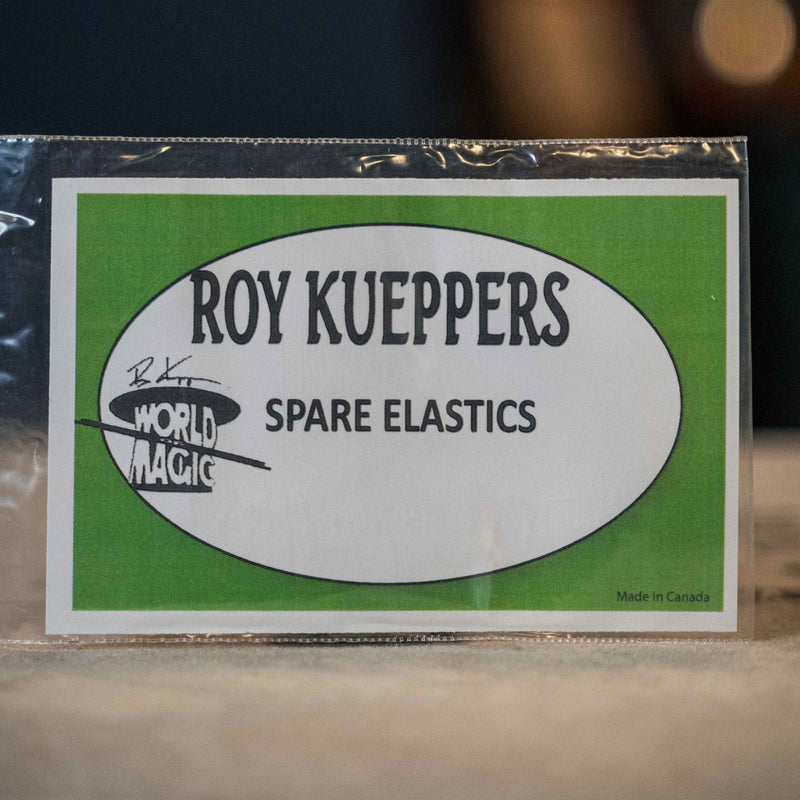 ROY KUEPPERS
SPARE ELASTICS
WORLD
MAGIC
Made in Canada